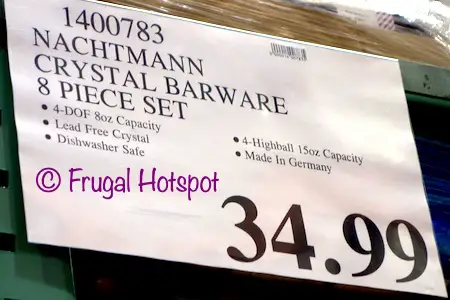 1400783
NACHTMANN
CRYSTAL BARWARE
8 PIECE SET
• 4-DOF 8oz Capacity
• Lead Free Crystal
• Dishwasher Safe
• 4-Highball 15oz Capacity
• Made In Germany
© Frugal Hotspot
34.99